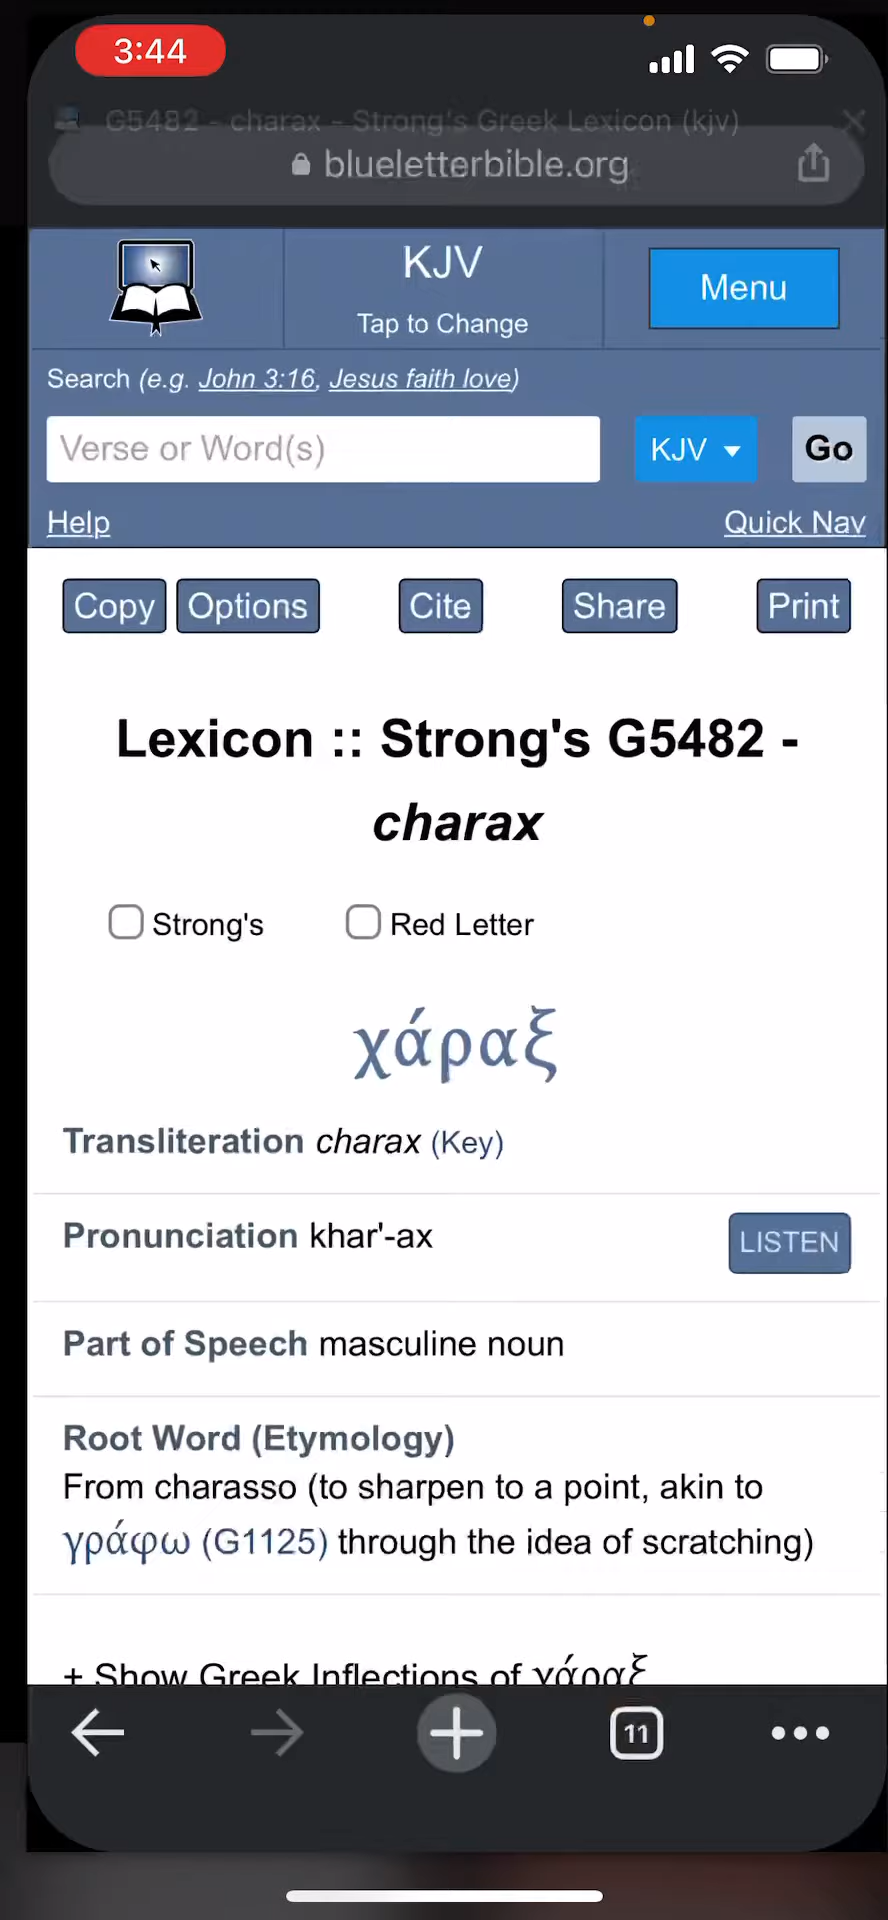 3:44
G5482 - charax - Strong's Greek Lexicon (kjv)
blueletterbible.org
KJV
Tap to Change
Menu
Search (e.g. John 3:16, Jesus faith love)
Verse or Word(s)
KJV
Go
Help
Quick Nav
Copy
Options
Cite
Share
Print
Lexicon :: Strong's G5482 -
charax
Strong's
Red Letter
χάραξ
Transliteration charax (Key)
Pronunciation khar'-ax
LISTEN
Part of Speech masculine noun
Root Word (Etymology)
From charasso (to sharpen to a point, akin to
γράφω (G1125) through the idea of scratching)
+ Show Greek Inflections of χάραξ
11